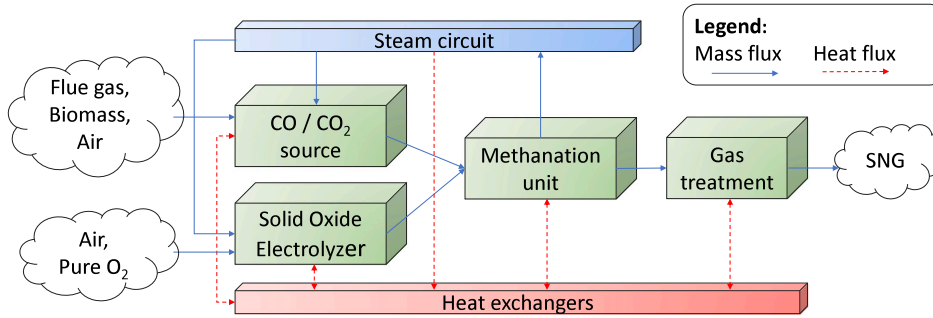 Steam circuit
Legend:
Mass flux
Heat flux
Flue gas,
Biomass,
Air
CO / CO₂
source
Methanation
unit
Gas
treatment
SNG
Solid Oxide
Electrolyzer
Air,
Pure O₂
Heat exchangers